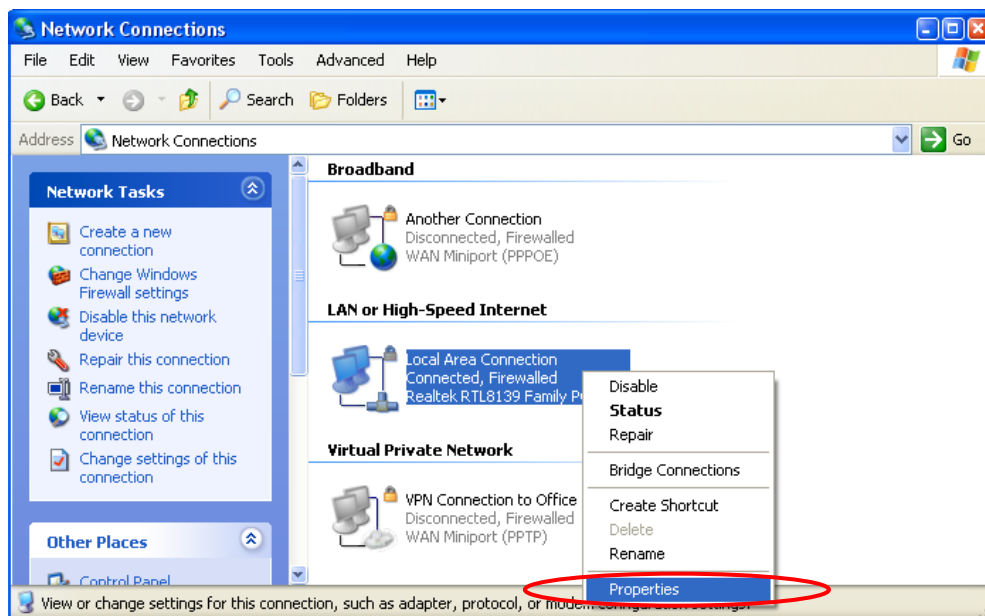 Network Connections
File Edit View Favorites Tools Advanced Help
Back Search Folders
Address Network Connections Go
Network Tasks
Create a new
connection
Change Windows
Firewall settings
Disable this network
device
Repair this connection
Rename this connection
View status of this
connection
Change settings of this
connection
Other Places
Control Panel
Broadband
Another Connection
Disconnected, Firewalled
WAN Miniport (PPPOE)
LAN or High-Speed Internet
Local Area Connection
Connected, Firewalled
Realtek RTL8139 Family
Virtual Private Network
VPN Connection to Office
Disconnected, Firewalled
WAN Miniport (PPTP)
Disable
Status
Repair
Bridge Connections
Create Shortcut
Delete
Rename
Properties
View or change settings for this connection, such as adapter, protocol, or modem configuration settings.